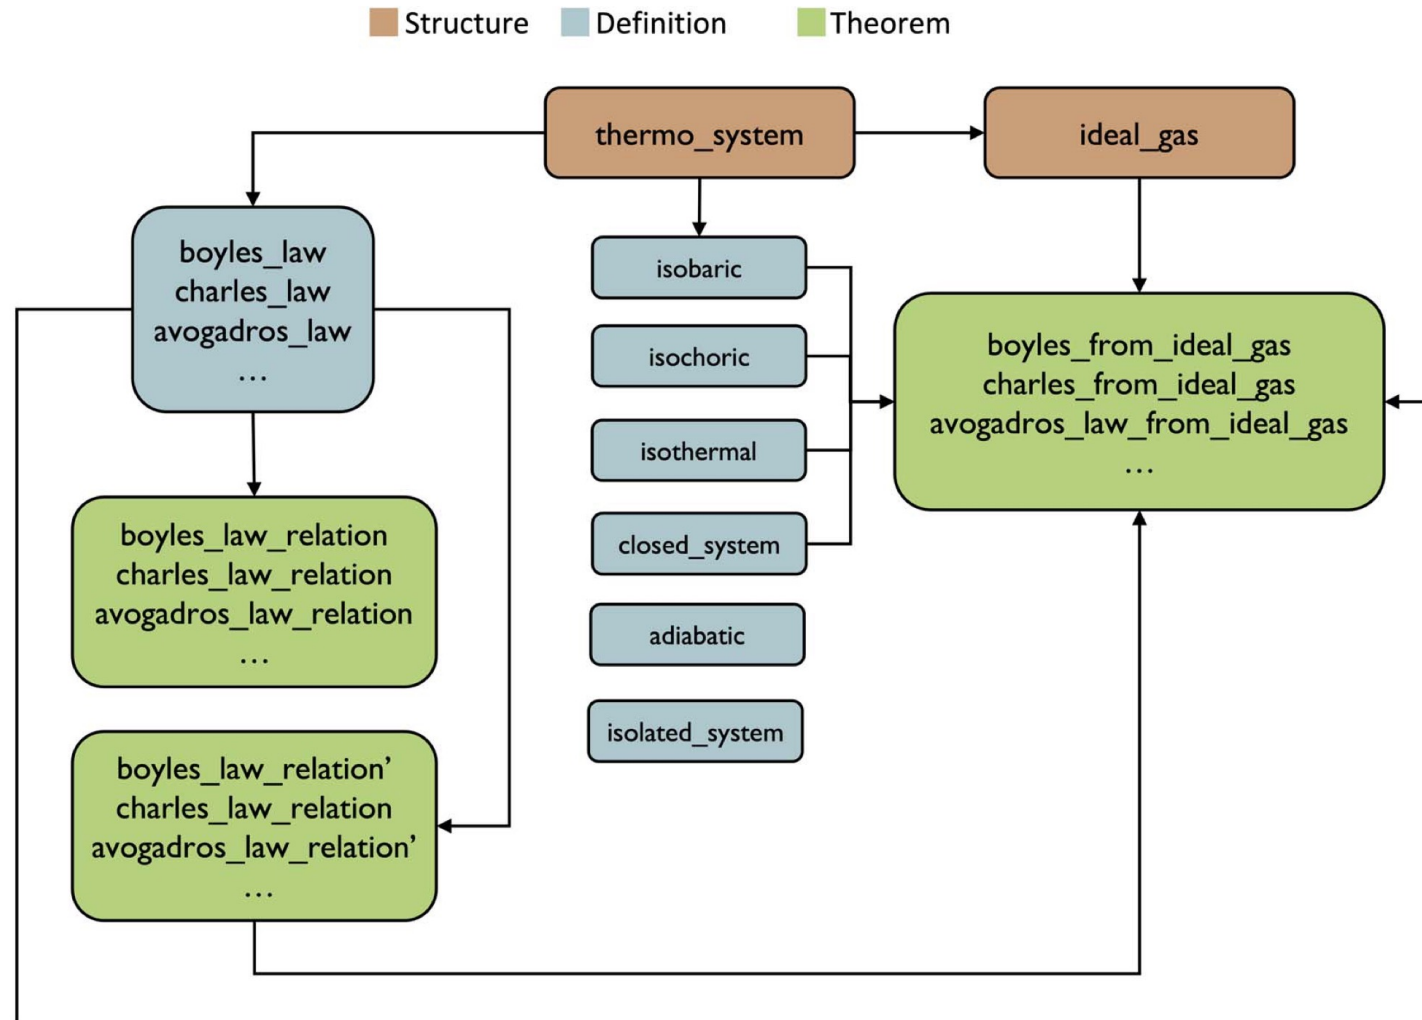 Structure
Definition
Theorem
thermo_system
ideal_gas
boyles_law
charles_law
avogadros_law
...
isobaric
isochoric
isothermal
closed_system
adiabatic
isolated_system
boyles_from_ideal_gas
charles_from_ideal_gas
avogadros_law_from_ideal_gas
...
boyles_law_relation
charles_law_relation
avogadros_law_relation
...
boyles_law_relation’
charles_law_relation
avogadros_law_relation’
...